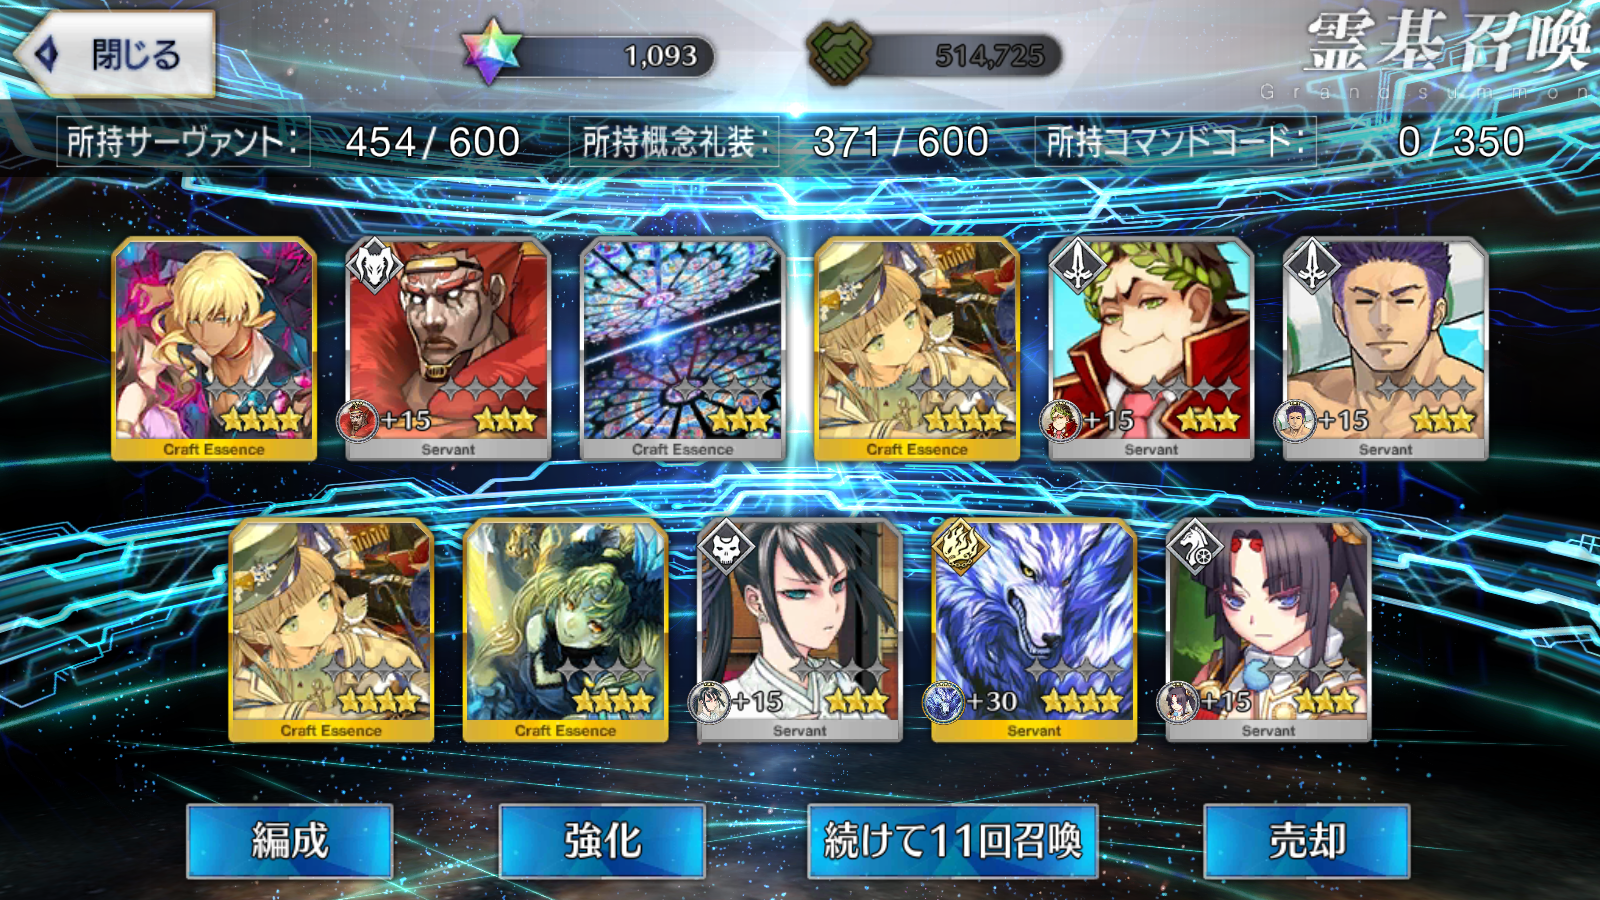 閉じる
1,093
514,725
霊基召喚
Grand summon
所持サーヴァント: 454 / 600
所持概念礼装: 371 / 600
所持コマンドコード: 0 / 350
Craft Essence
+15
Servant
Craft Essence
Craft Essence
+15
Servant
+15
Servant
Craft Essence
Craft Essence
+15
Servant
+30
Servant
+15
Servant
編成
強化
続けて11回召喚
売却